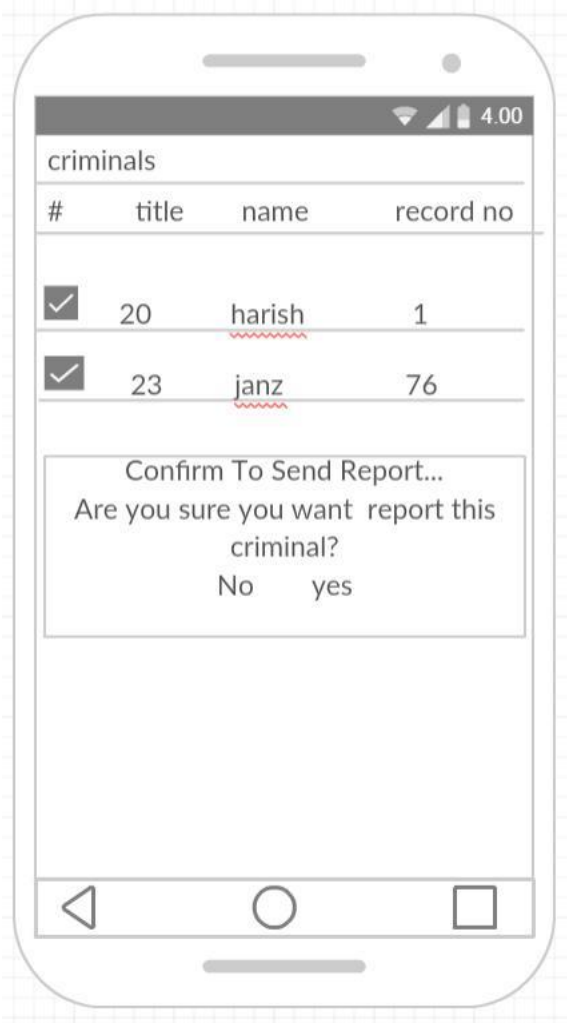 4.00
criminals
# title name record no
20 harish 1
23 janz 76
Confirm To Send Report...
Are you sure you want report this
criminal?
No yes